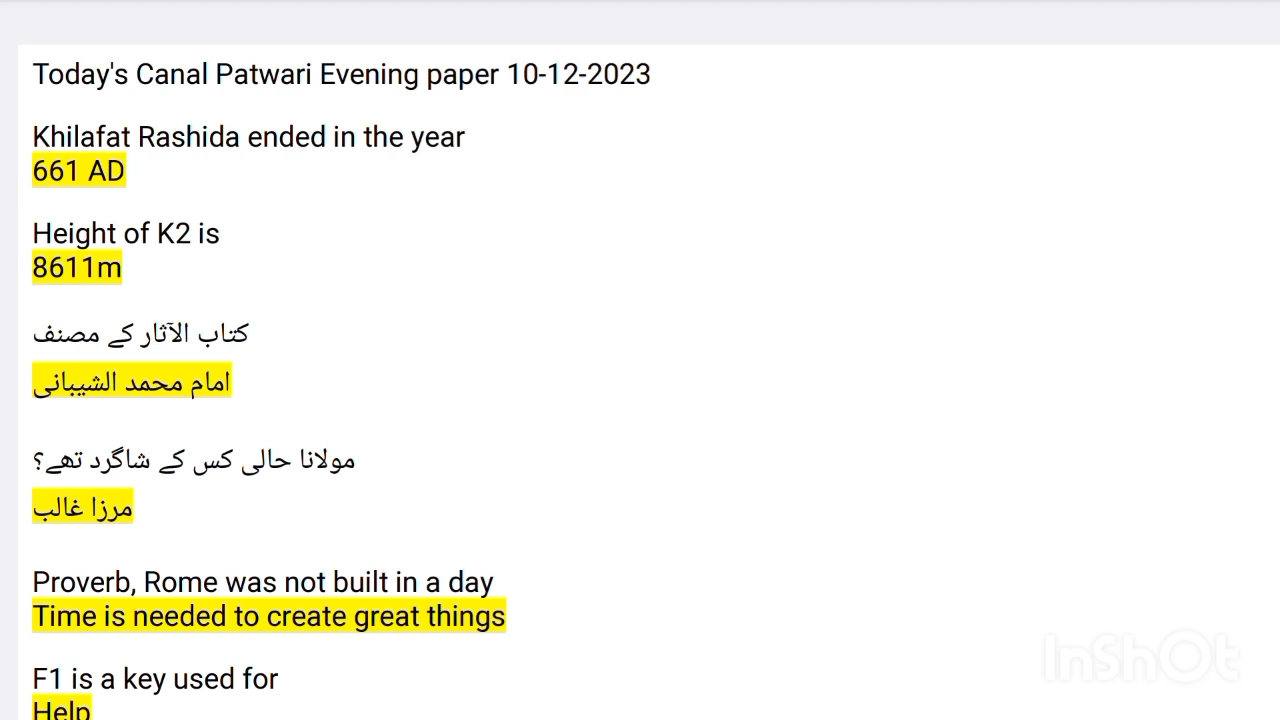 Today's Canal Patwari Evening paper 10-12-2023
Khilafat Rashida ended in the year
661 AD
Height of K2 is
8611m
کتاب الآثار کے مصنف
امام محمد الشیبانی
مولانا حالی کس کے شاگرد تھے؟
مرزا غالب
Proverb, Rome was not built in a day
Time is needed to create great things
F1 is a key used for
Help
InShOt